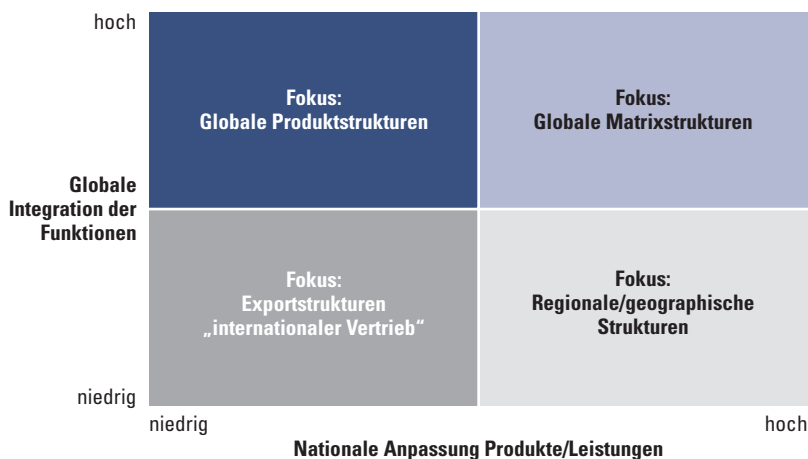 hoch
Fokus:
Globale Produktstrukturen
Fokus:
Globale Matrixstrukturen
Globale
Integration der
Funktionen
Fokus:
Exportstrukturen
„internationaler Vertrieb“
Fokus:
Regionale/geographische
Strukturen
niedrig
niedrig
hoch
Nationale Anpassung Produkte/Leistungen